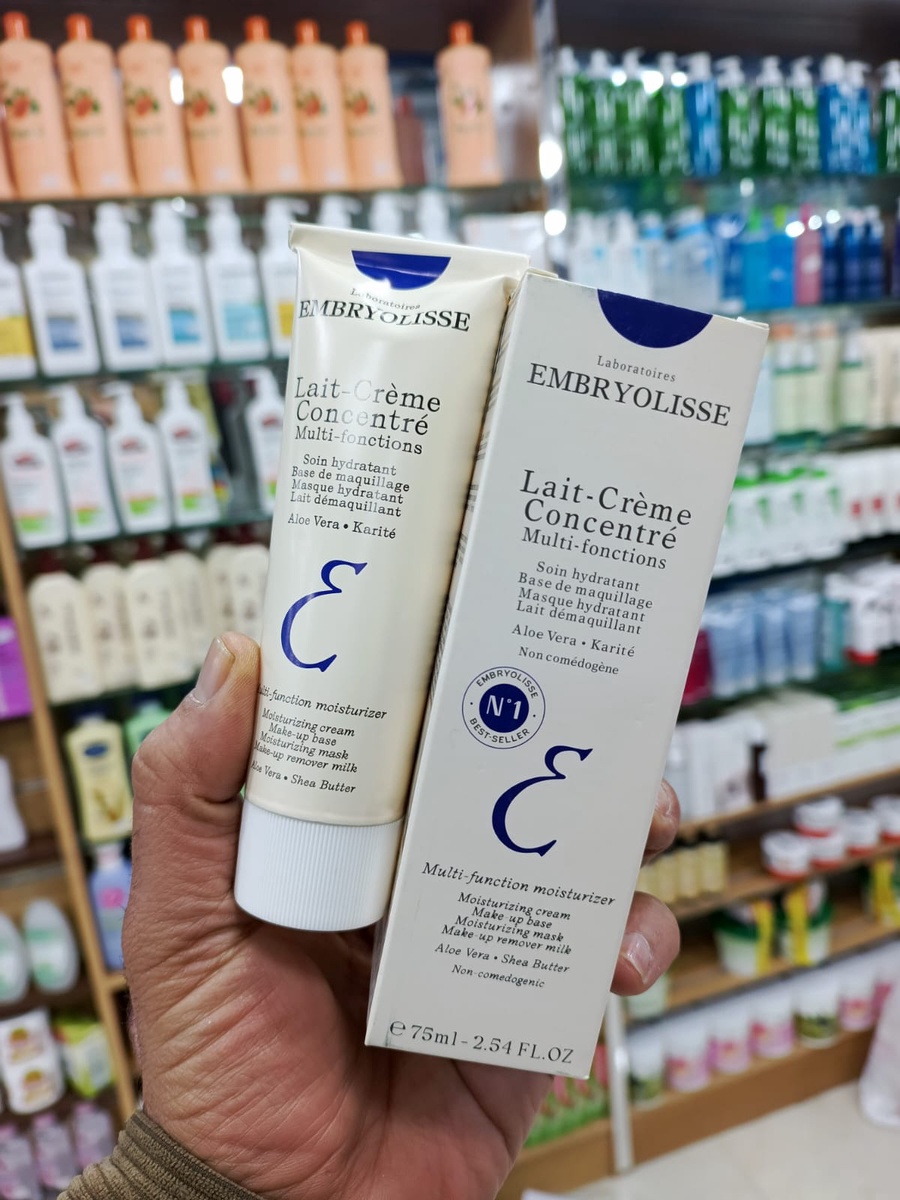 Laboratoires
EMBRYOLISSE
Lait-Crème
Concentré
Multi-fonctions
Soin hydratant
Base de maquillage
Masque hydratant
Lait démaquillant
Aloe Vera • Karité
E
Multi-function moisturizer
Moisturizing cream
Make-up base
Moisturizing mask
Make-up remover milk
Aloe Vera • Shea Butter
Laboratoires
EMBRYOLISSE
Lait-Crème
Concentré
Multi-fonctions
Soin hydratant
Base de maquillage
Masque hydratant
Lait démaquillant
Aloe Vera • Karité
Non comédogène
EMBRYOLISSE
N°1
BEST-SELLER
E
Multi-function moisturizer
Moisturizing cream
Make-up base
Moisturizing mask
Make-up remover milk
Aloe Vera • Shea Butter
Non-comedogenic
℮ 75ml - 2.54 FL.OZ